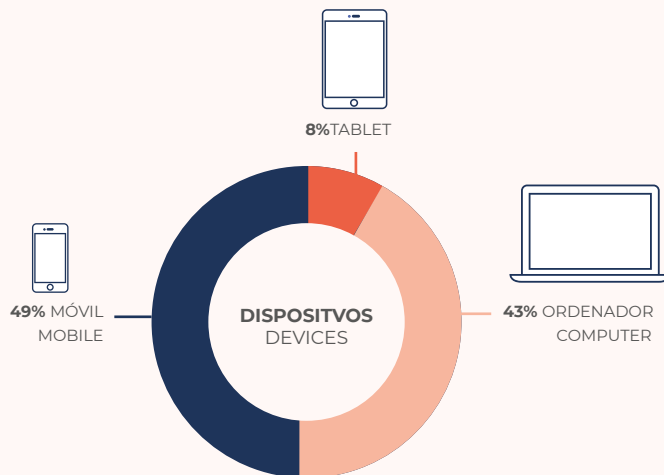 8%TABLET
49% MÓVIL
MOBILE
DISPOSITVOS
DEVICES
43% ORDENADOR
COMPUTER